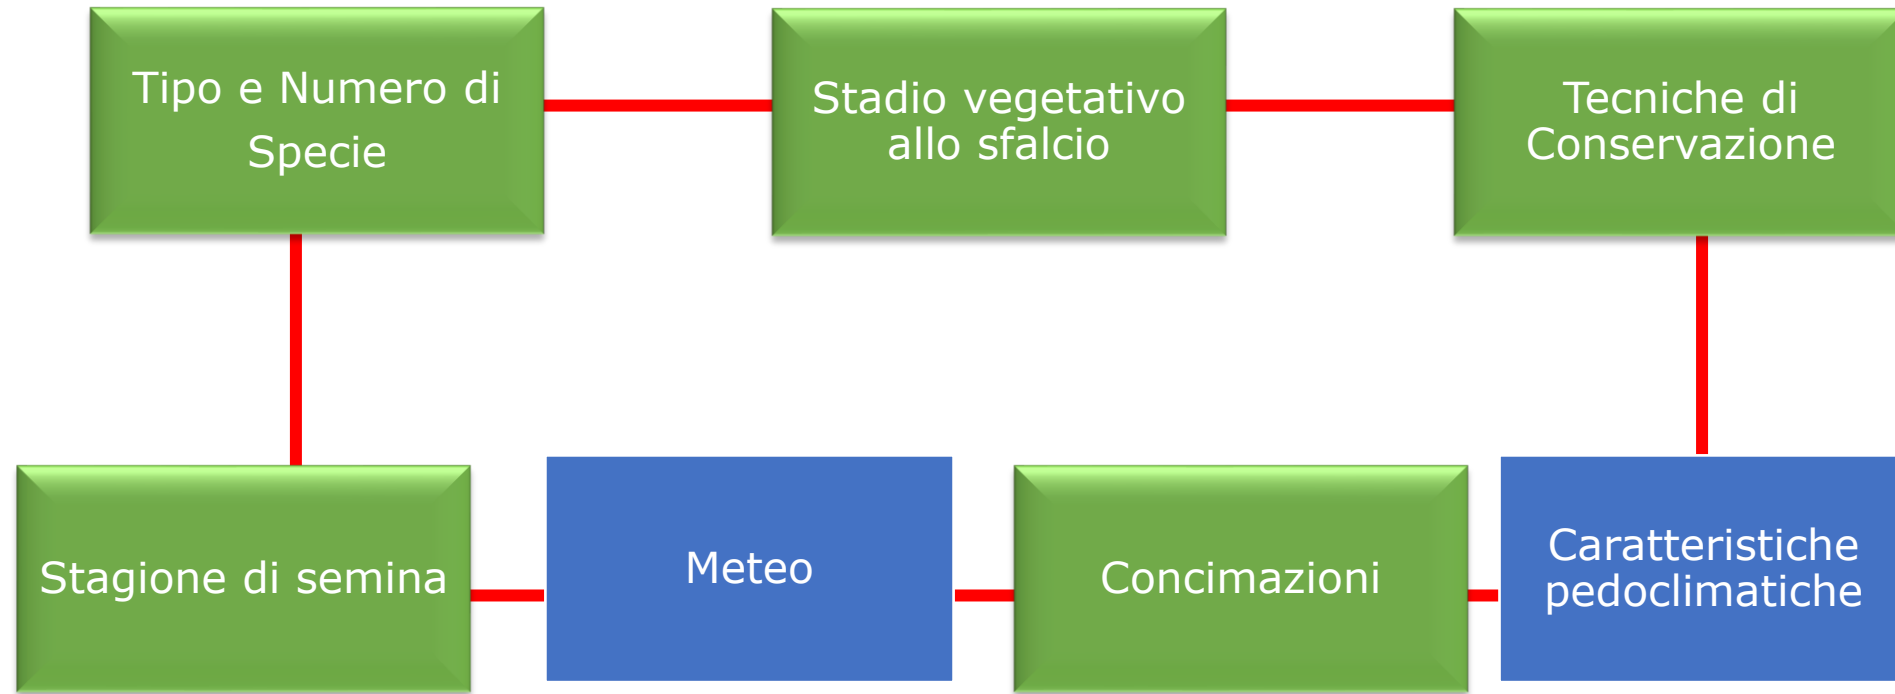 Tipo e Numero di
Specie
Stadio vegetativo
allo sfalcio
Tecniche di
Conservazione
Stagione di semina
Meteo
Concimazioni
Caratteristiche
pedoclimatiche